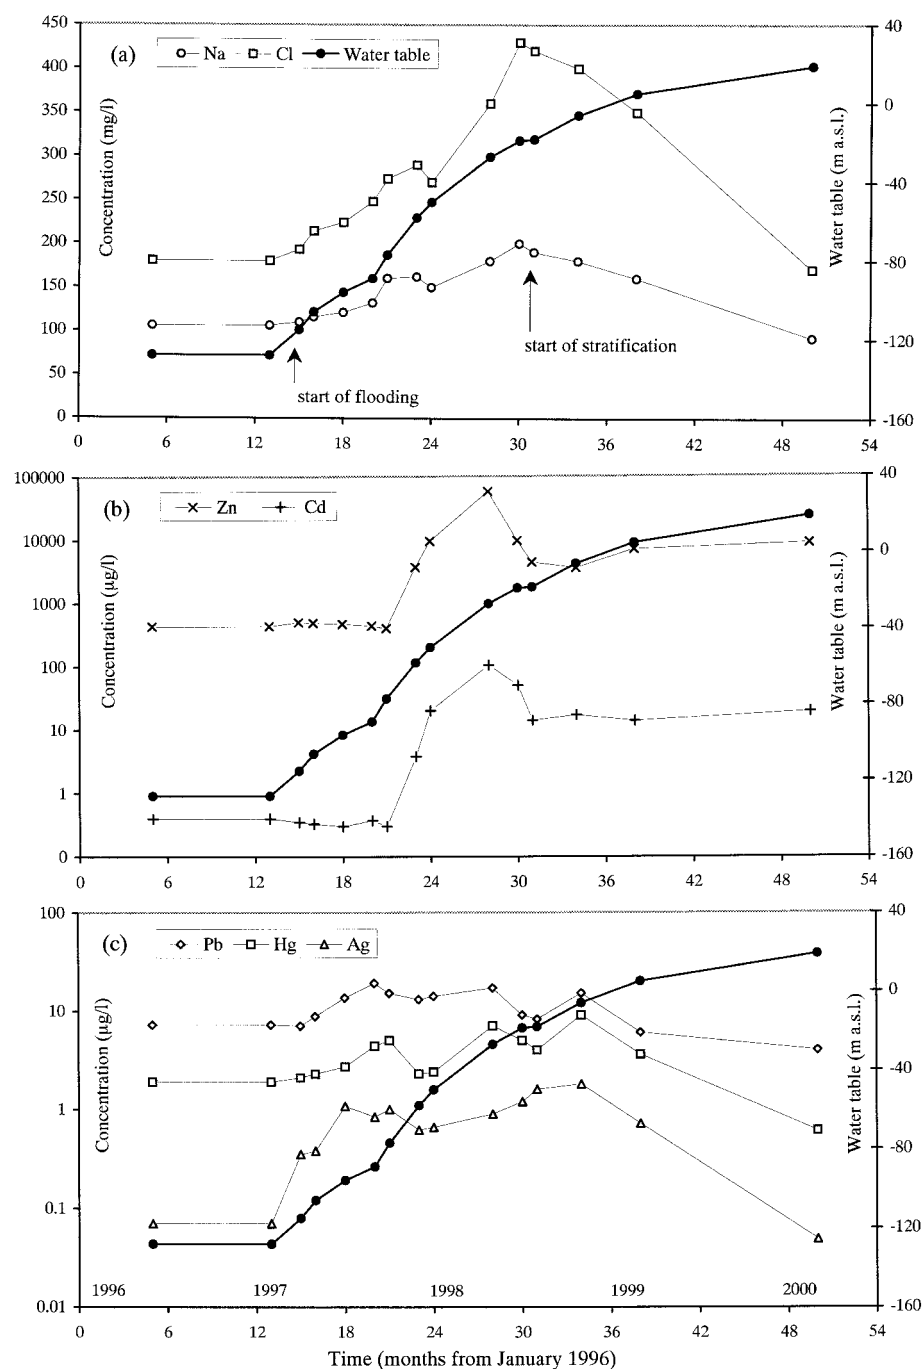 (a)
Na Cl Water table
450
400
350
300
250
200
150
100
50
0
Concentration (mg/l)
40
0
-40
-80
-120
-160
Water table (m a.s.l.)
start of stratification
start of flooding
0 6 12 18 24 30 36 42 48 54
(b)
Zn Cd
100000
10000
1000
100
10
1
0
Concentration (µg/l)
40
0
-40
-80
-120
-160
Water table (m a.s.l.)
0 6 12 18 24 30 36 42 48 54
(c)
Pb Hg Ag
100
10
1
0.1
0.01
Concentration (µg/l)
40
0
-40
-80
-120
-160
Water table (m a.s.l.)
1996 1997 1998 1999 2000
0 6 12 18 24 30 36 42 48 54
Time (months from January 1996)